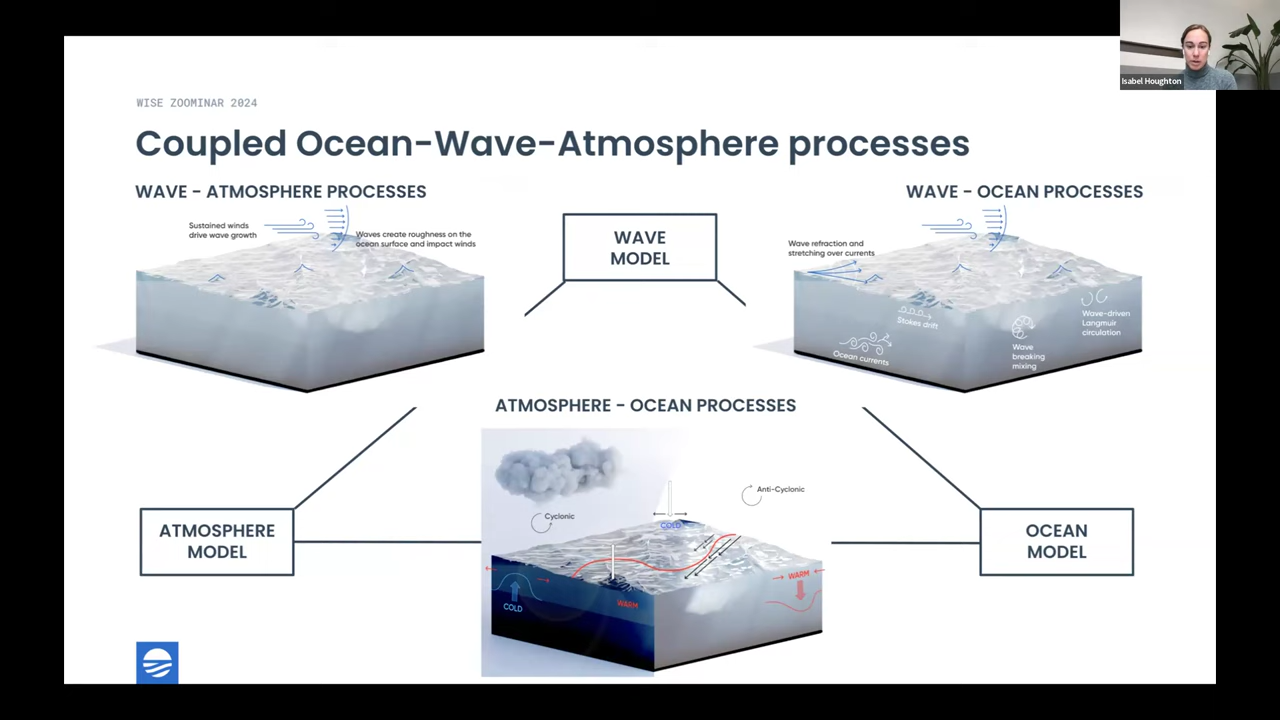 Isabel Houghton
WISE ZOOMINAR 2024
Coupled Ocean-Wave-Atmosphere processes
WAVE - ATMOSPHERE PROCESSES
Sustained winds
drive wave growth
Waves create roughness on the
ocean surface and impact winds
WAVE
MODEL
WAVE - OCEAN PROCESSES
Wave refraction and
stretching over currents
Stokes drift
Ocean currents
Wave
breaking
mixing
Wave-driven
Langmuir
circulation
ATMOSPHERE - OCEAN PROCESSES
Cyclonic
Anti-Cyclonic
COLD
WARM
COLD
WARM
ATMOSPHERE
MODEL
OCEAN
MODEL